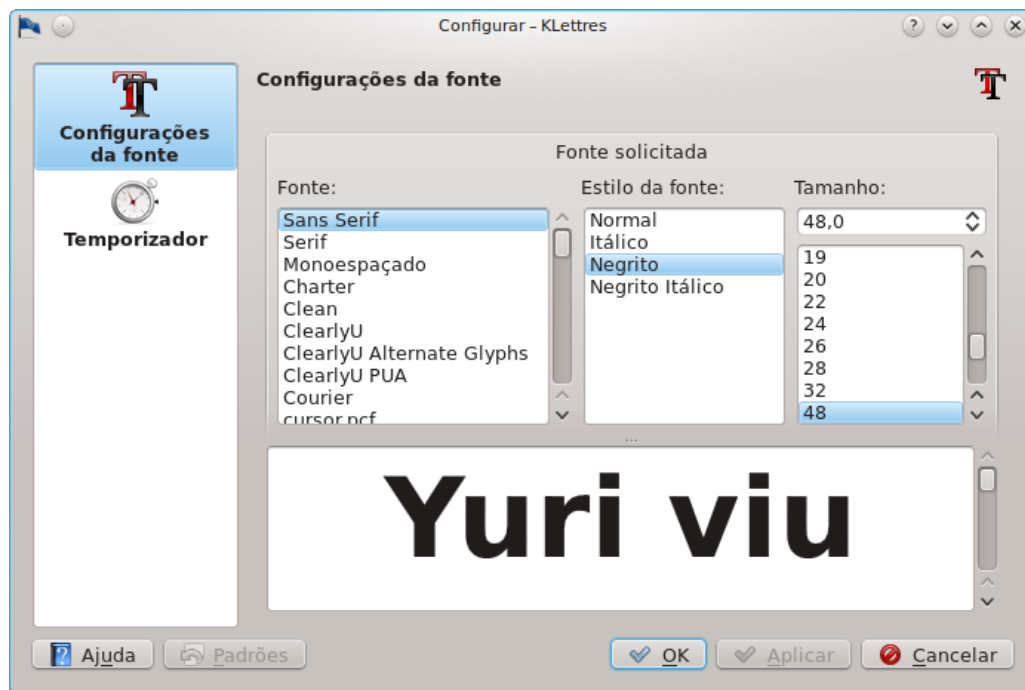 Configurar – KLettres
Configurações
da fonte
Temporizador
Configurações da fonte
Fonte solicitada
Fonte:
Sans Serif
Serif
Monoespaçado
Charter
Clean
ClearlyU
ClearlyU Alternate Glyphs
ClearlyU PUA
Courier
cursor.pcf
Estilo da fonte:
Normal
Itálico
Negrito
Negrito Itálico
Tamanho:
48,0
19
20
22
24
26
28
32
48
...
Yuri viu
Ajuda
Padrões
OK
Aplicar
Cancelar